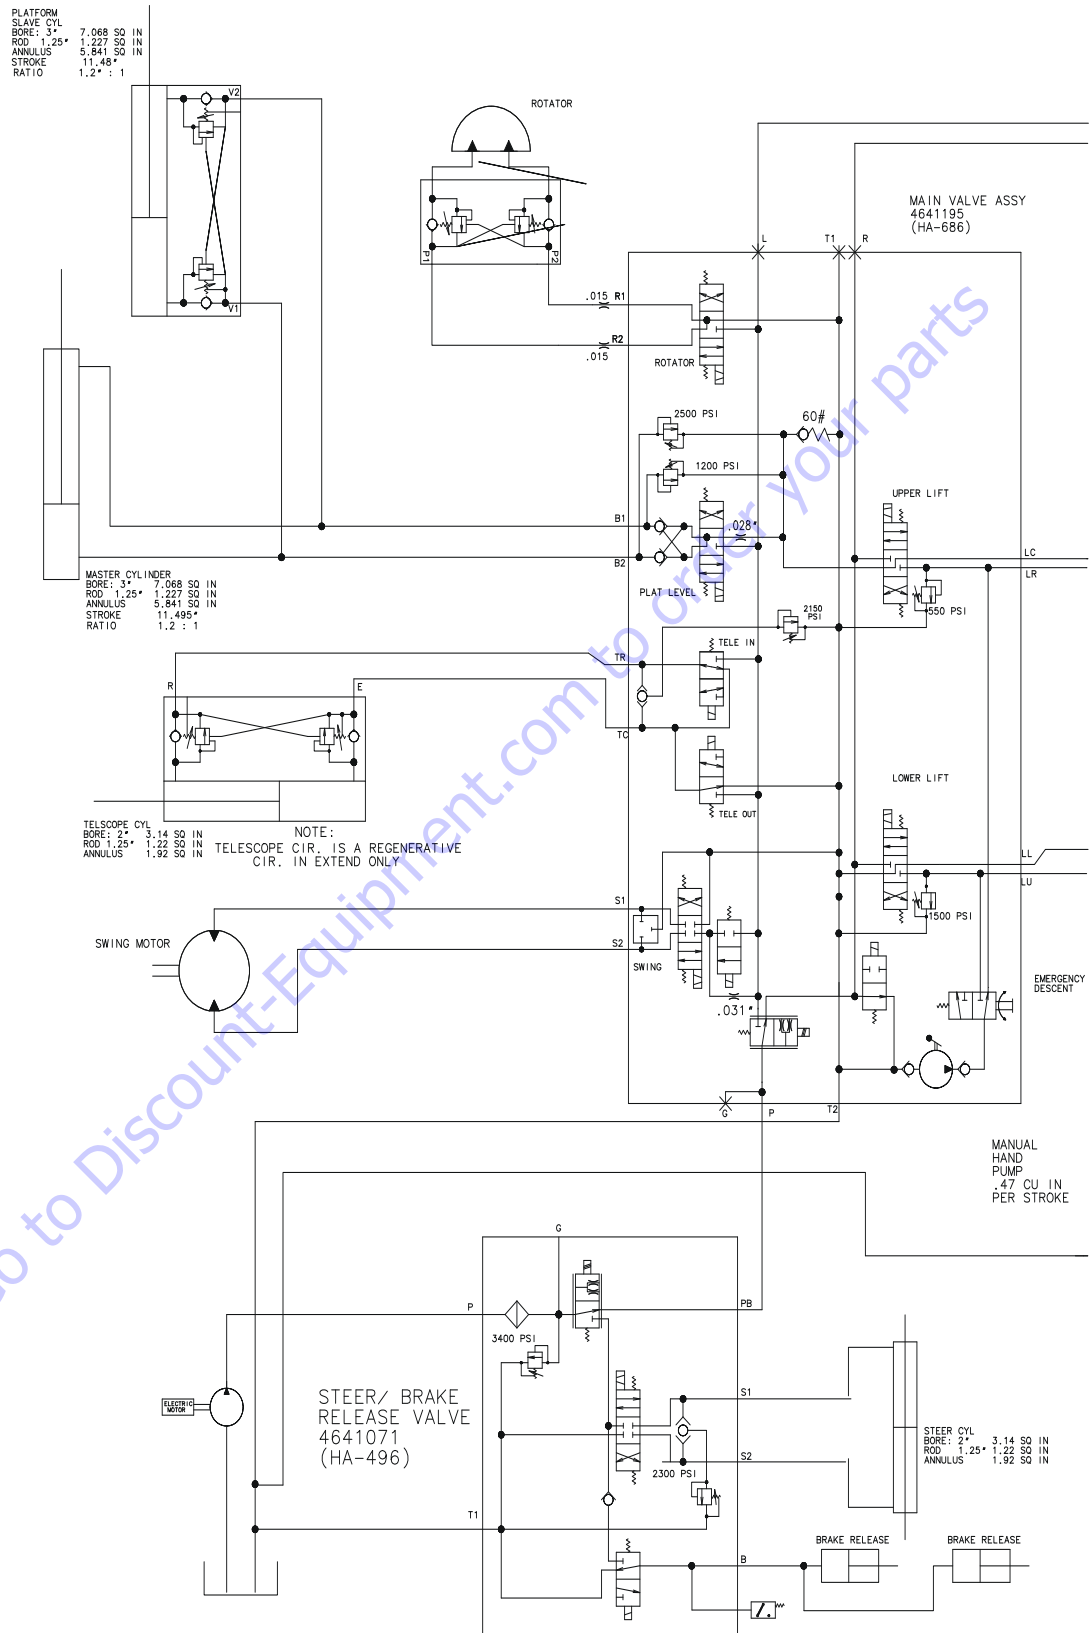 PLATFORM
SLAVE CYL
BORE: 3" 7.068 SQ IN
ROD 1.25" 1.227 SQ IN
ANNULUS 5.841 SQ IN
STROKE 11.48"
RATIO 1.2" : 1
V2
V1
ROTATOR
P1
P2
MAIN VALVE ASSY
4641195
(HA-686)
L
T1
R
.015 R1
R2
.015
ROTATOR
2500 PSI
60#
1200 PSI
UPPER LIFT
B1
.028"
B2
LC
LR
PLAT LEVEL
550 PSI
MASTER CYLINDER
BORE: 3" 7.068 SQ IN
ROD 1.25" 1.227 SQ IN
ANNULUS 5.841 SQ IN
STROKE 11.495"
RATIO 1.2 : 1
2150
PSI
TELE IN
TR
R
E
TC
LOWER LIFT
TELE OUT
TELSCOPE CYL
BORE: 2" 3.14 SQ IN
ROD 1.25" 1.22 SQ IN
ANNULUS 1.92 SQ IN
NOTE:
TELESCOPE CIR. IS A REGENERATIVE
CIR. IN EXTEND ONLY
LL
LU
S1
1500 PSI
SWING MOTOR
S2
SWING
EMERGENCY
DESCENT
.031"
G
P
T2
MANUAL
HAND
PUMP
.47 CU IN
PER STROKE
G
P
PB
3400 PSI
ELECTRIC
MOTOR
STEER/ BRAKE
RELEASE VALVE
4641071
(HA-496)
S1
STEER CYL
BORE: 2" 3.14 SQ IN
ROD 1.25" 1.22 SQ IN
ANNULUS 1.92 SQ IN
S2
2300 PSI
T1
BRAKE RELEASE
BRAKE RELEASE
B
to Discount-Equipment.com to order your parts